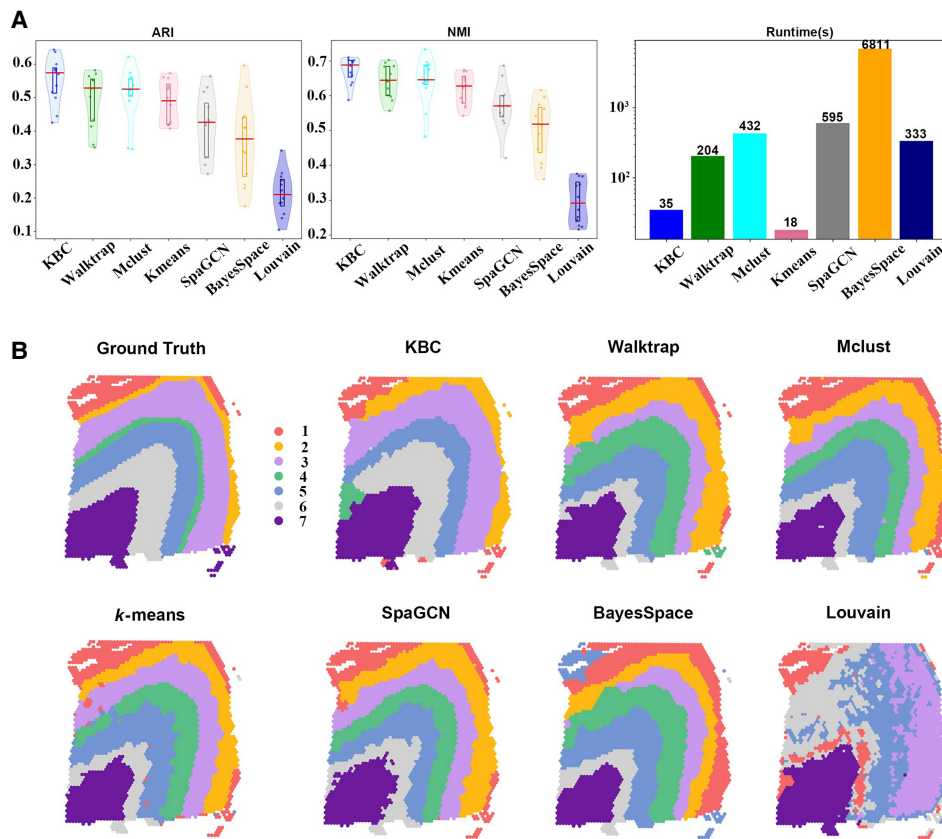 A
ARI
0.6
0.5
0.4
0.3
0.2
0.1
KBC
Walktrap
Mclust
Kmeans
SpaGCN
BayesSpace
Louvain
NMI
0.7
0.6
0.5
0.4
0.3
0.2
KBC
Walktrap
Mclust
Kmeans
SpaGCN
BayesSpace
Louvain
Runtime(s)
10³
10²
35
204
432
18
595
6811
333
KBC
Walktrap
Mclust
Kmeans
SpaGCN
BayesSpace
Louvain
B
Ground Truth
KBC
Walktrap
Mclust
1
2
3
4
5
6
7
k-means
SpaGCN
BayesSpace
Louvain